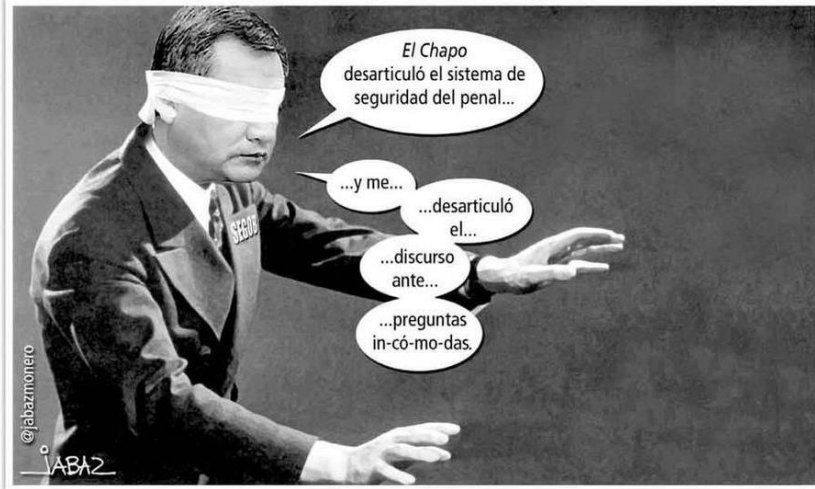 El Chapo
desarticuló el sistema de
seguridad del penal...
...y me...
...desarticuló
el...
...discurso
ante...
...preguntas
in-có-mo-das.
SEGOB
@jabazmonero
JABAZ